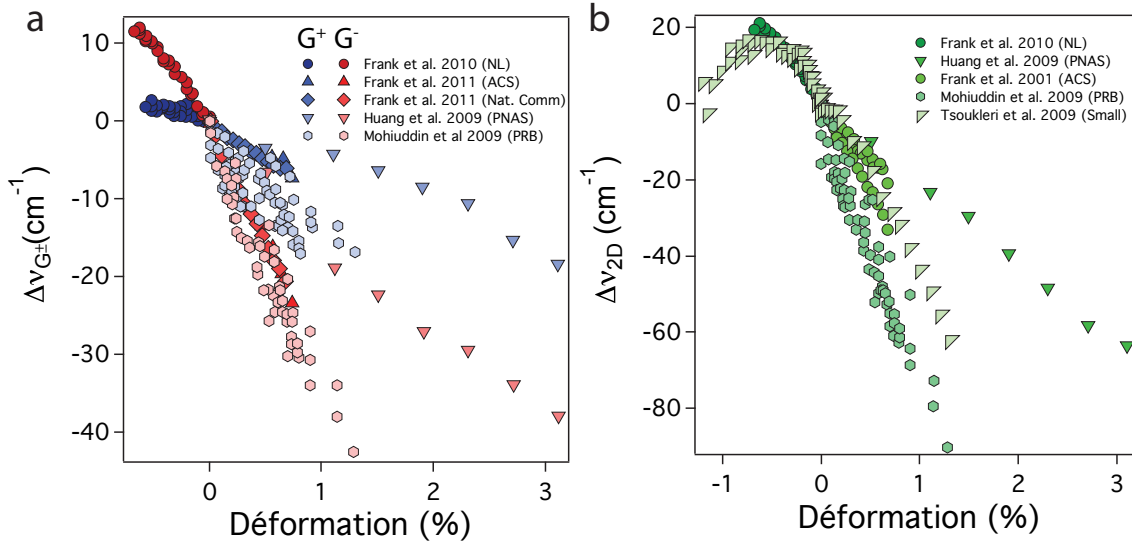 a
G+ G-
Frank et al. 2010 (NL)
Frank et al. 2011 (ACS)
Frank et al. 2011 (Nat. Comm)
Huang et al. 2009 (PNAS)
Mohiuddin et al 2009 (PRB)
10
0
-10
-20
-30
-40
ΔνG± (cm-1)
0 1 2 3
Déformation (%)
b
Frank et al. 2010 (NL)
Huang et al. 2009 (PNAS)
Frank et al. 2001 (ACS)
Mohiuddin et al. 2009 (PRB)
Tsoukleri et al. 2009 (Small)
20
0
-20
-40
-60
-80
Δν2D (cm-1)
-1 0 1 2 3
Déformation (%)